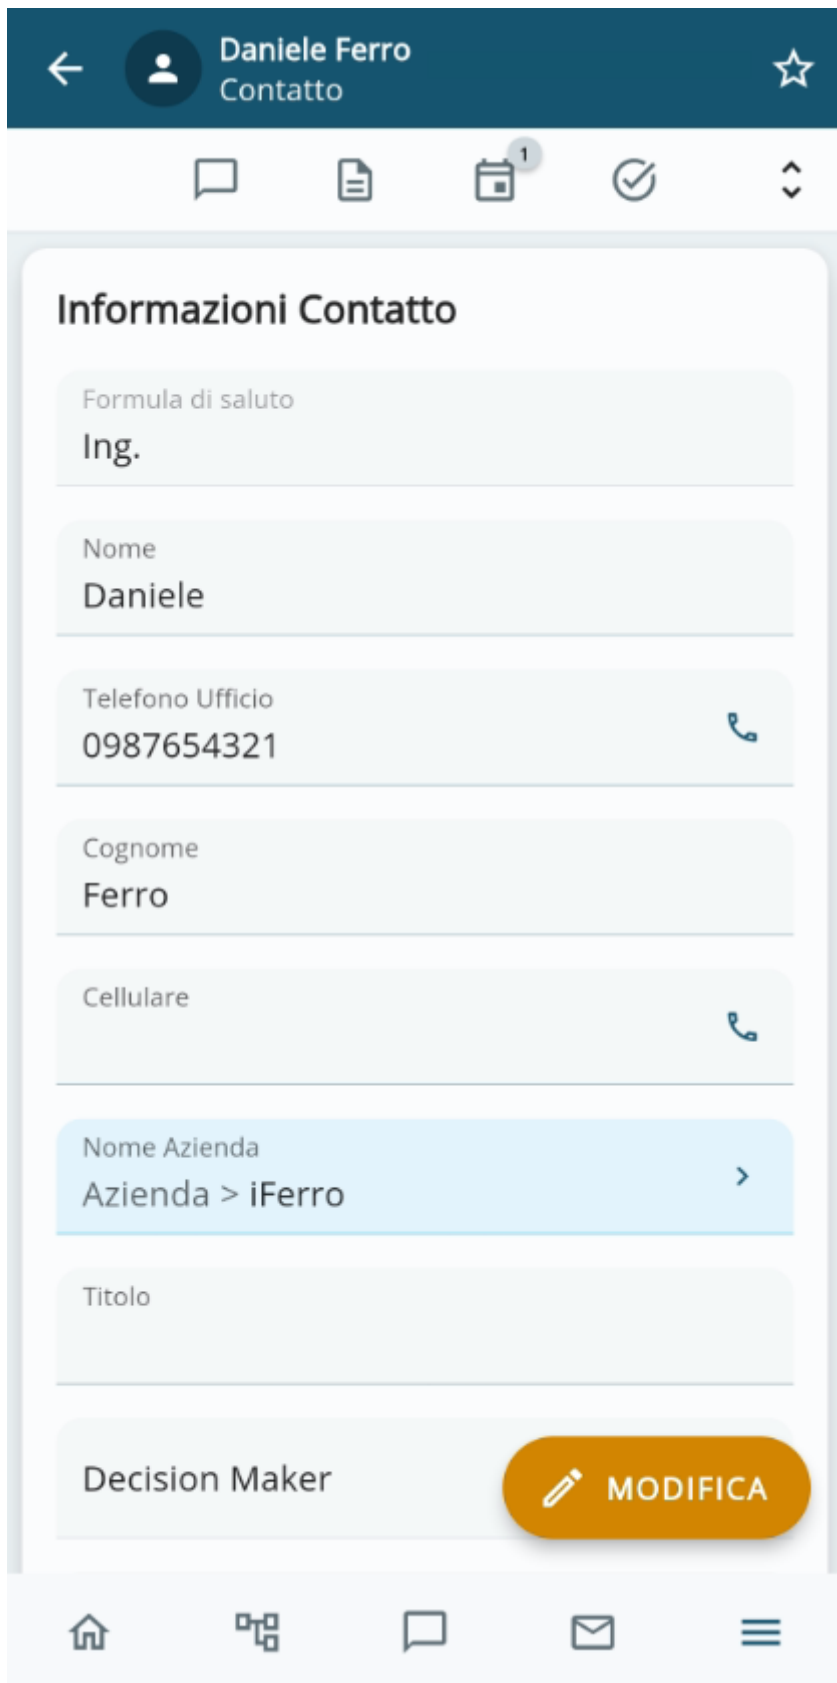 Daniele Ferro
Contatto
1
Informazioni Contatto
Formula di saluto
Ing.
Nome
Daniele
Telefono Ufficio
0987654321
Cognome
Ferro
Cellulare
Nome Azienda
Azienda > iFerro
Titolo
Decision Maker
MODIFICA